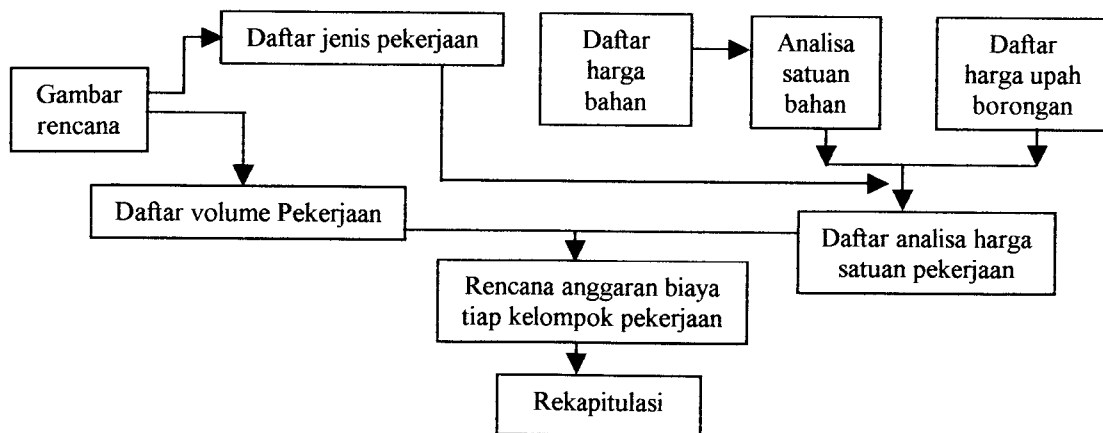 Daftar jenis pekerjaan
Daftar
harga
bahan
Analisa
satuan
bahan
Daftar
harga upah
borongan
Gambar
rencana
Daftar volume Pekerjaan
Daftar analisa harga
satuan pekerjaan
Rencana anggaran biaya
tiap kelompok pekerjaan
Rekapitulasi